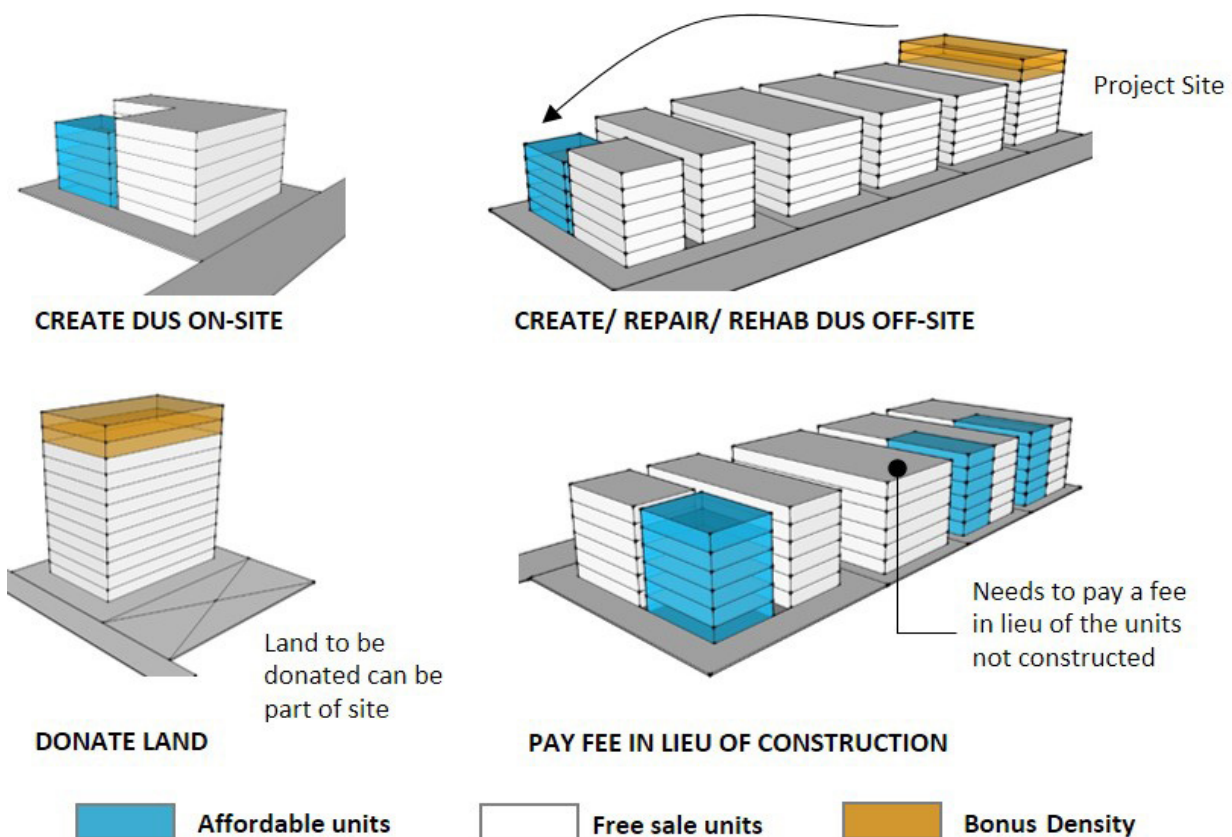 Project Site
CREATE DUS ON-SITE
CREATE/ REPAIR/ REHAB DUS OFF-SITE
Land to be
donated can be
part of site
Needs to pay a fee
in lieu of the units
not constructed
DONATE LAND
PAY FEE IN LIEU OF CONSTRUCTION
Affordable units
Free sale units
Bonus Density